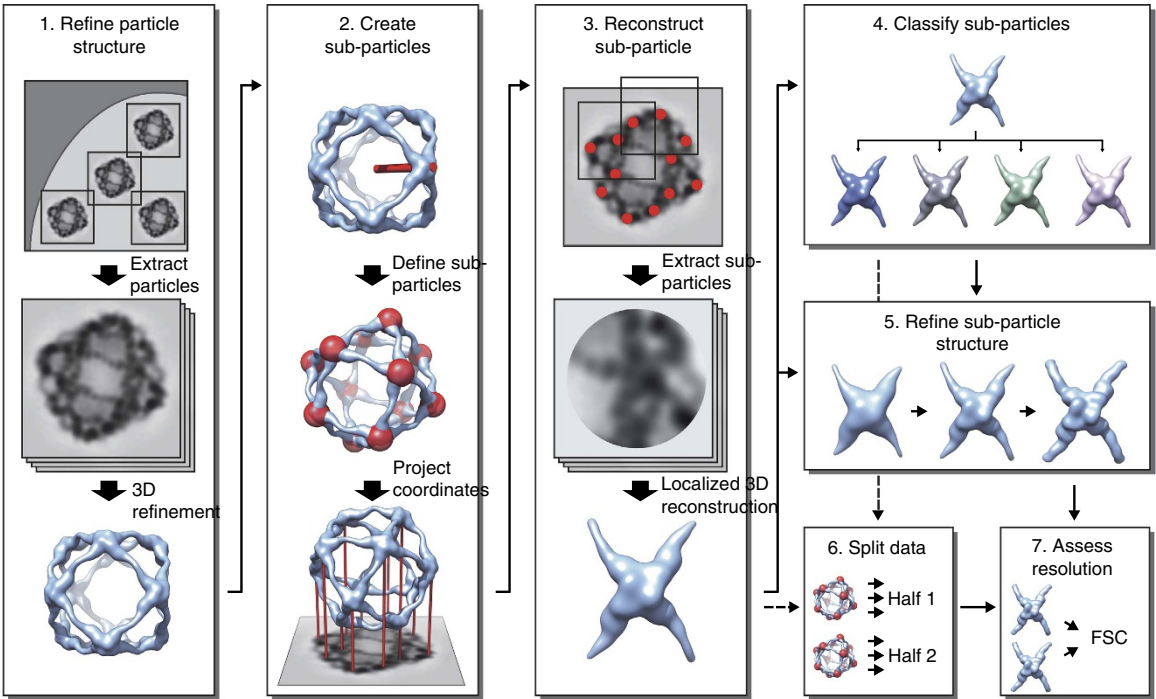 1. Refine particle
structure
Extract
particles
3D
refinement
2. Create
sub-particles
Define sub-
particles
Project
coordinates
3. Reconstruct
sub-particle
Extract sub-
particles
Localized 3D
reconstruction
4. Classify sub-particles
5. Refine sub-particle
structure
6. Split data
Half 1
Half 2
7. Assess
resolution
FSC